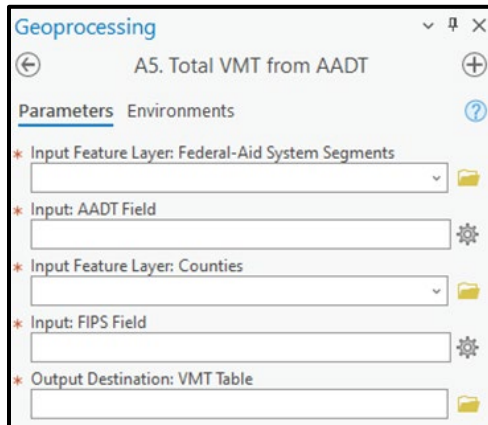 Geoprocessing
A5. Total VMT from AADT
Parameters Environments
* Input Feature Layer: Federal-Aid System Segments
* Input: AADT Field
* Input Feature Layer: Counties
* Input: FIPS Field
* Output Destination: VMT Table